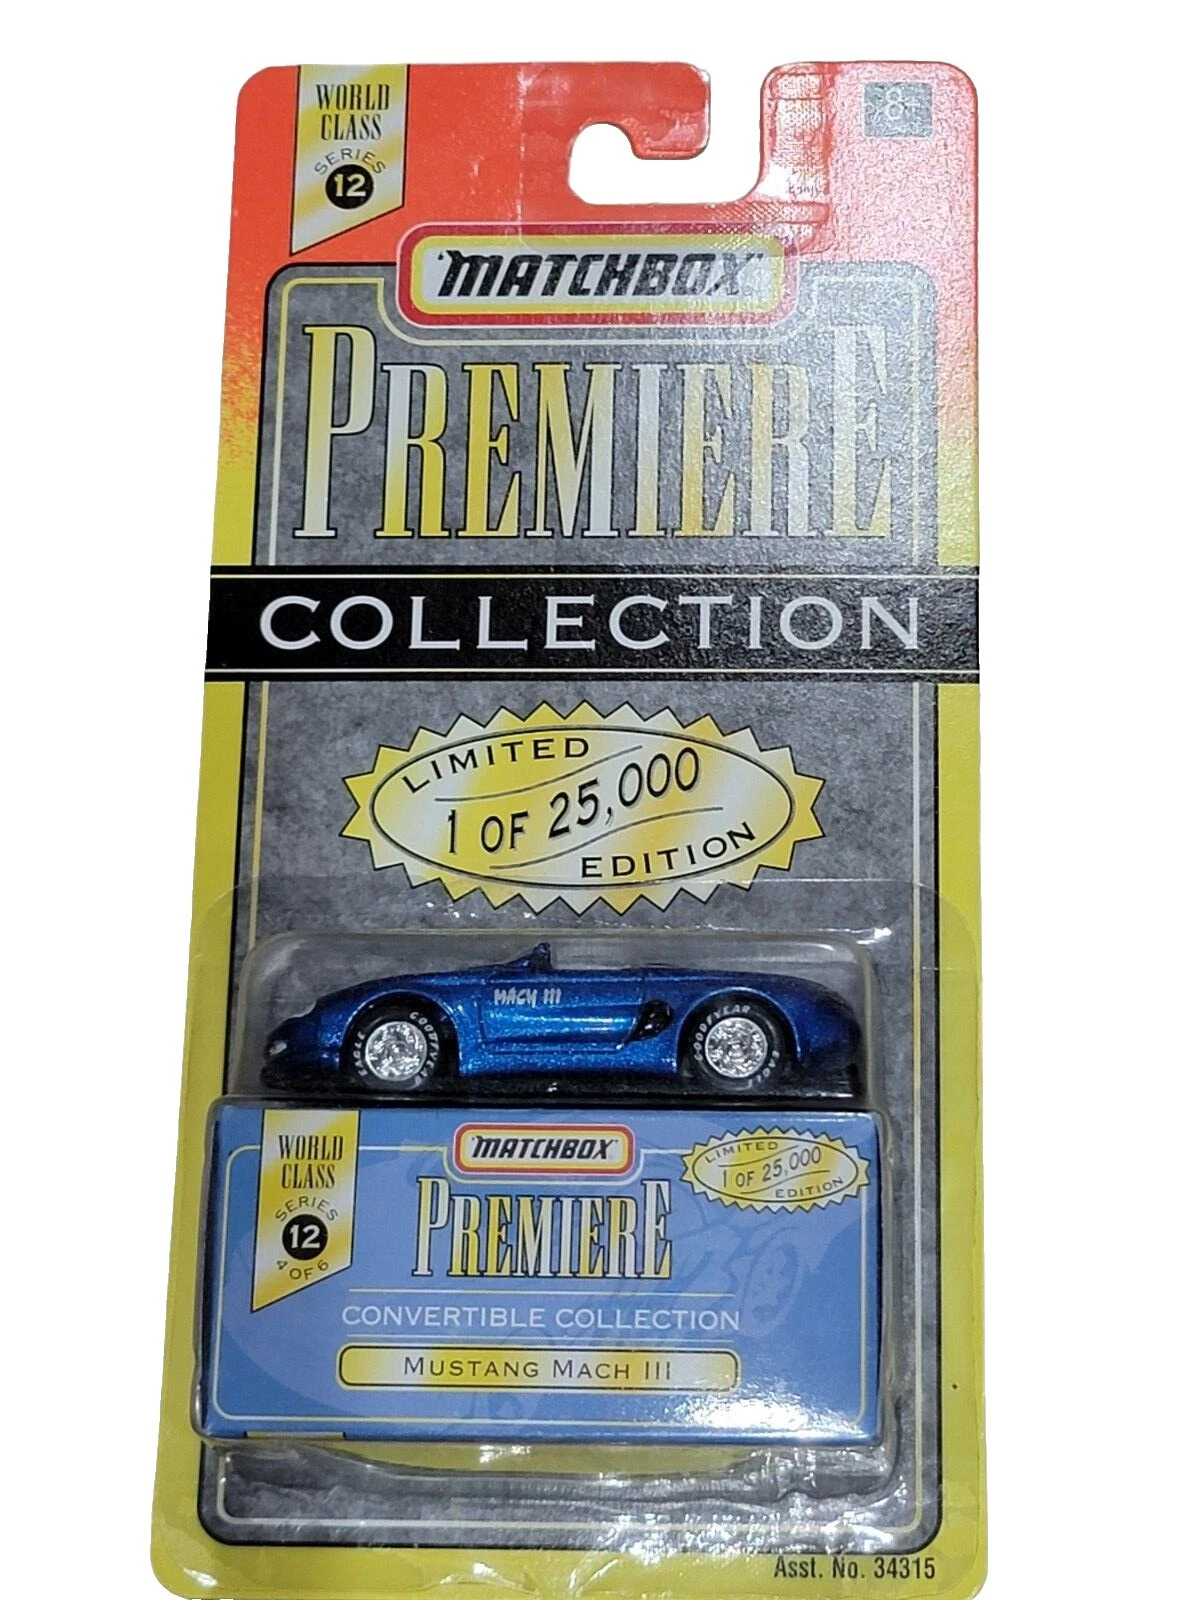 WORLD
CLASS
SERIES
12
8+
'MATCHBOX'
PREMIERE
COLLECTION
LIMITED
1 OF 25,000
EDITION
MACH III
EAGLE
GOODYEAR
GOODYEAR
EAGLE
WORLD
CLASS
SERIES
12
4 OF 6
'MATCHBOX'
LIMITED
1 OF 25,000
EDITION
PREMIERE
CONVERTIBLE COLLECTION
MUSTANG MACH III
Asst. No. 34315